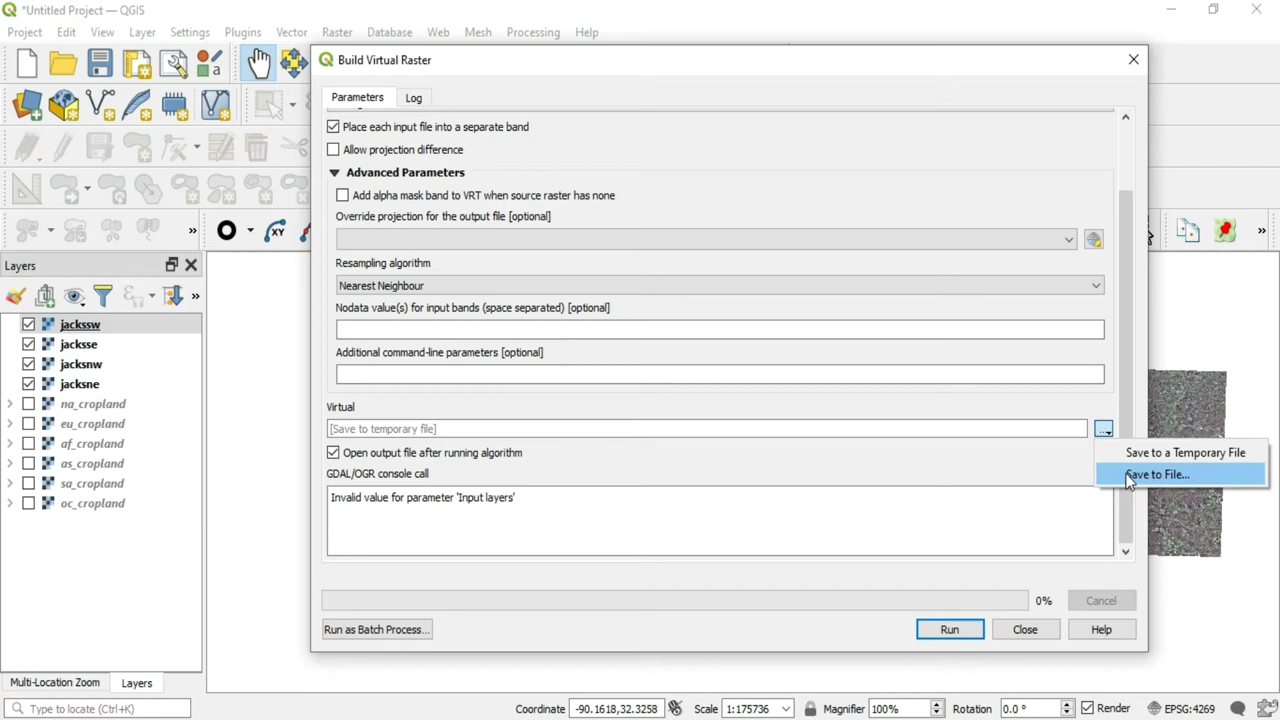 *Untitled Project — QGIS
Project Edit View Layer Settings Plugins Vector Raster Database Web Mesh Processing Help
Build Virtual Raster
Parameters Log
Place each input file into a separate band
Allow projection difference
Advanced Parameters
Add alpha mask band to VRT when source raster has none
Override projection for the output file [optional]
Resampling algorithm
Nearest Neighbour
Nodata value(s) for input bands (space separated) [optional]
Additional command-line parameters [optional]
Virtual
[Save to temporary file]
…
Save to a Temporary File
Save to File...
Open output file after running algorithm
GDAL/OGR console call
Invalid value for parameter 'Input layers'
0% Cancel
Run as Batch Process... Run Close Help
XY
»
»
Layers
»
jackssw
jacksse
jacksnw
jacksne
na_cropland
eu_cropland
af_cropland
as_cropland
sa_cropland
oc_cropland
Multi-Location Zoom Layers
Type to locate (Ctrl+K) Coordinate -90.1618,32.3258 Scale 1:175736 Magnifier 100% Rotation 0.0 ° Render EPSG:4269